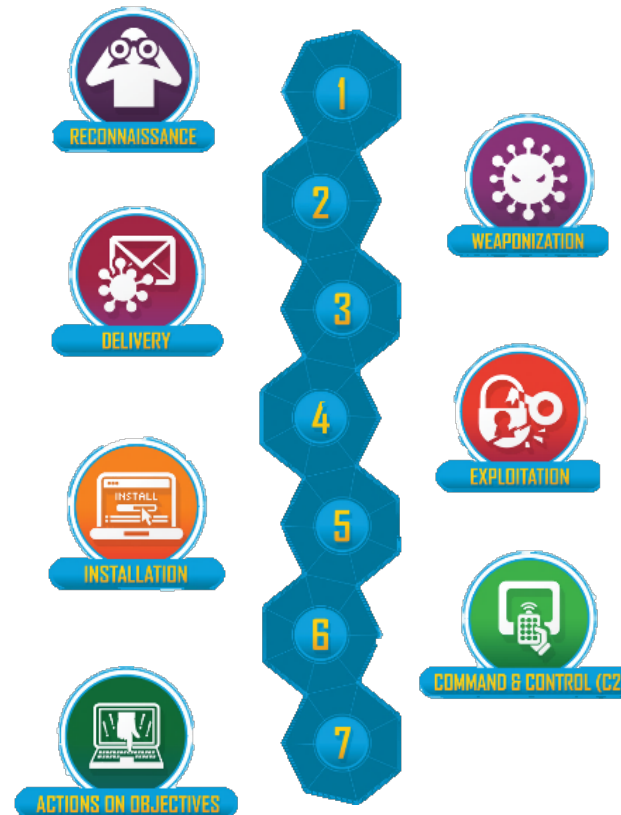 RECONNAISSANCE
1
2
WEAPONIZATION
DELIVERY
3
4
EXPLOITATION
INSTALL
INSTALLATION
5
6
COMMAND & CONTROL (C2
7
ACTIONS ON OBJECTIVES